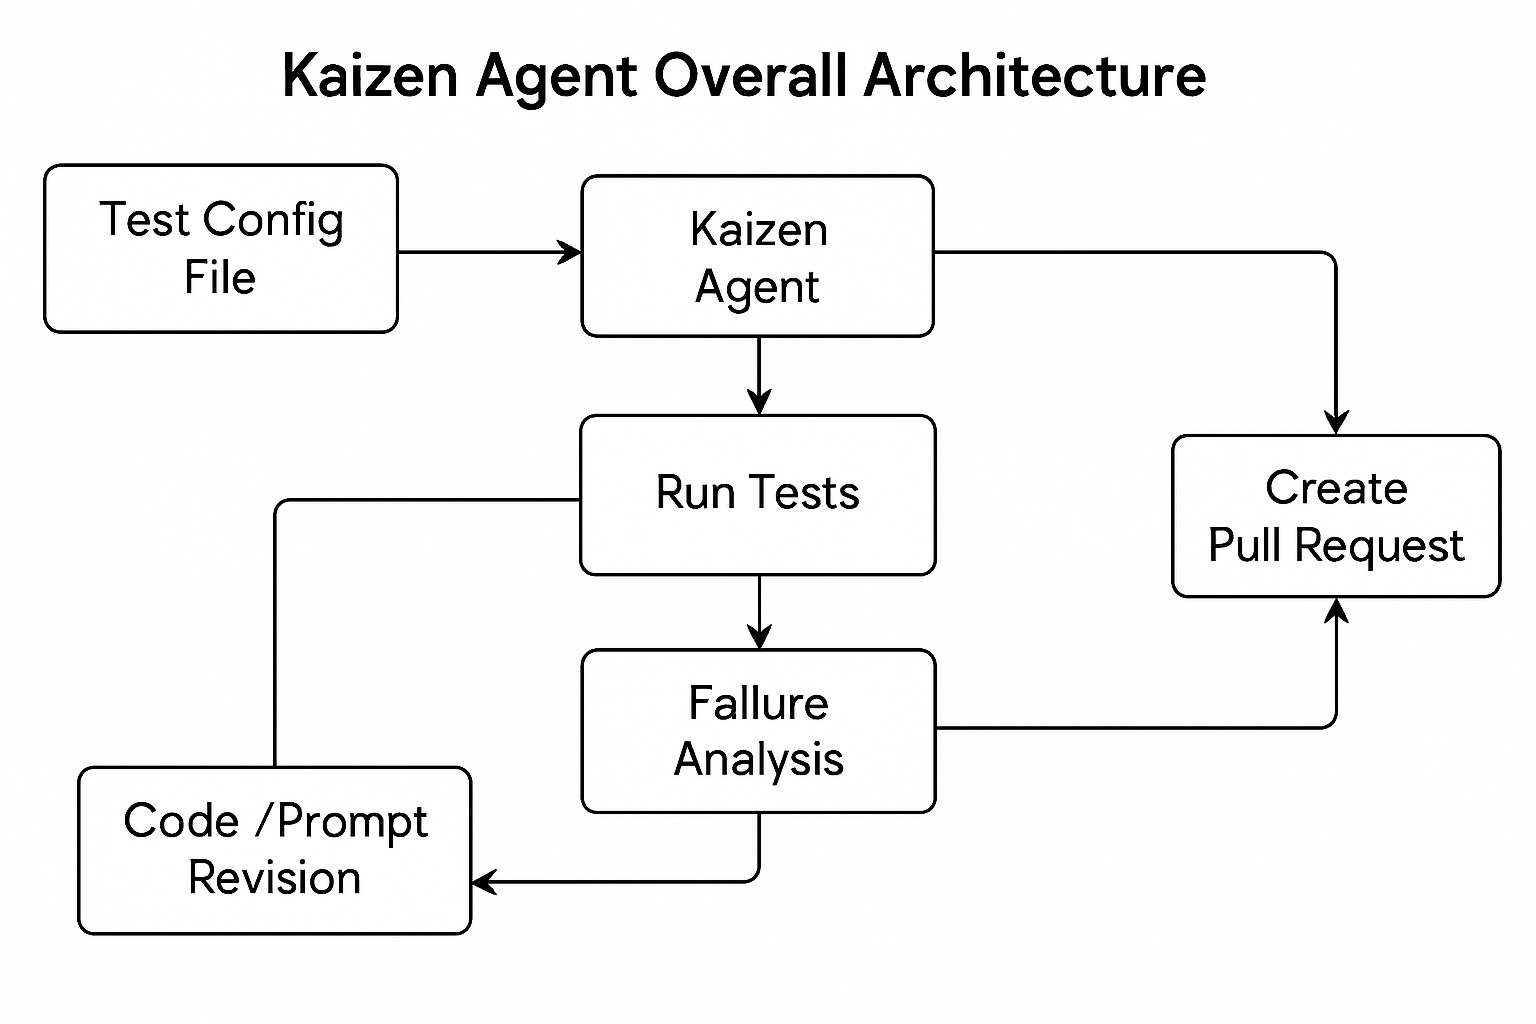 Kaizen Agent Overall Architecture
Test Config
File
Kaizen
Agent
Run Tests
Create
Pull Request
Fallure
Analysis
Code /Prompt
Revision